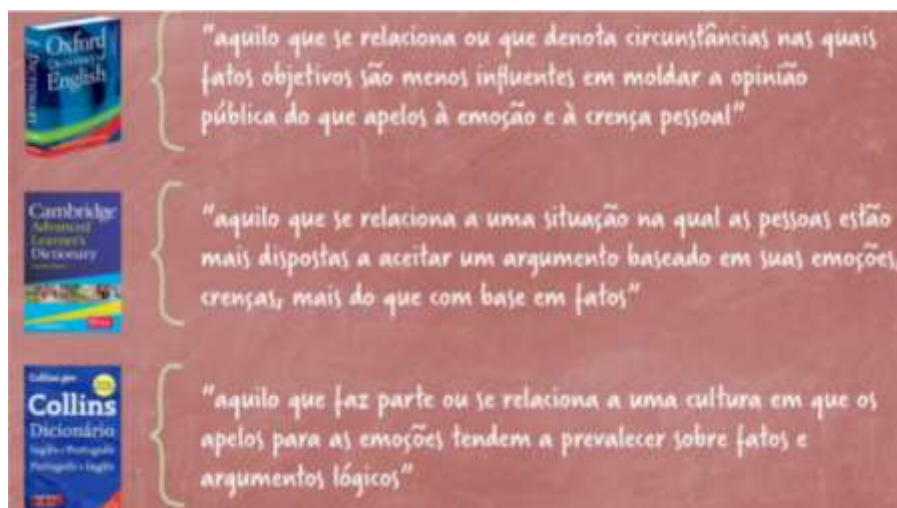 Oxford
Dictionary of
English
"aquilo que se relaciona ou que denota circunstâncias nas quais
fatos objetivos são menos influentes em moldar a opinião
pública do que apelos à emoção e à crença pessoal"
Cambridge
Advanced
Learner's
Dictionary
"aquilo que se relaciona a uma situação na qual as pessoas estão
mais dispostas a aceitar um argumento baseado em suas emoções,
crenças, mais do que com base em fatos"
Collins
Dicionário
Inglês - Português
Português - Inglês
"aquilo que faz parte ou se relaciona a uma cultura em que os
apelos para as emoções tendem a prevalecer sobre fatos e
argumentos lógicos"